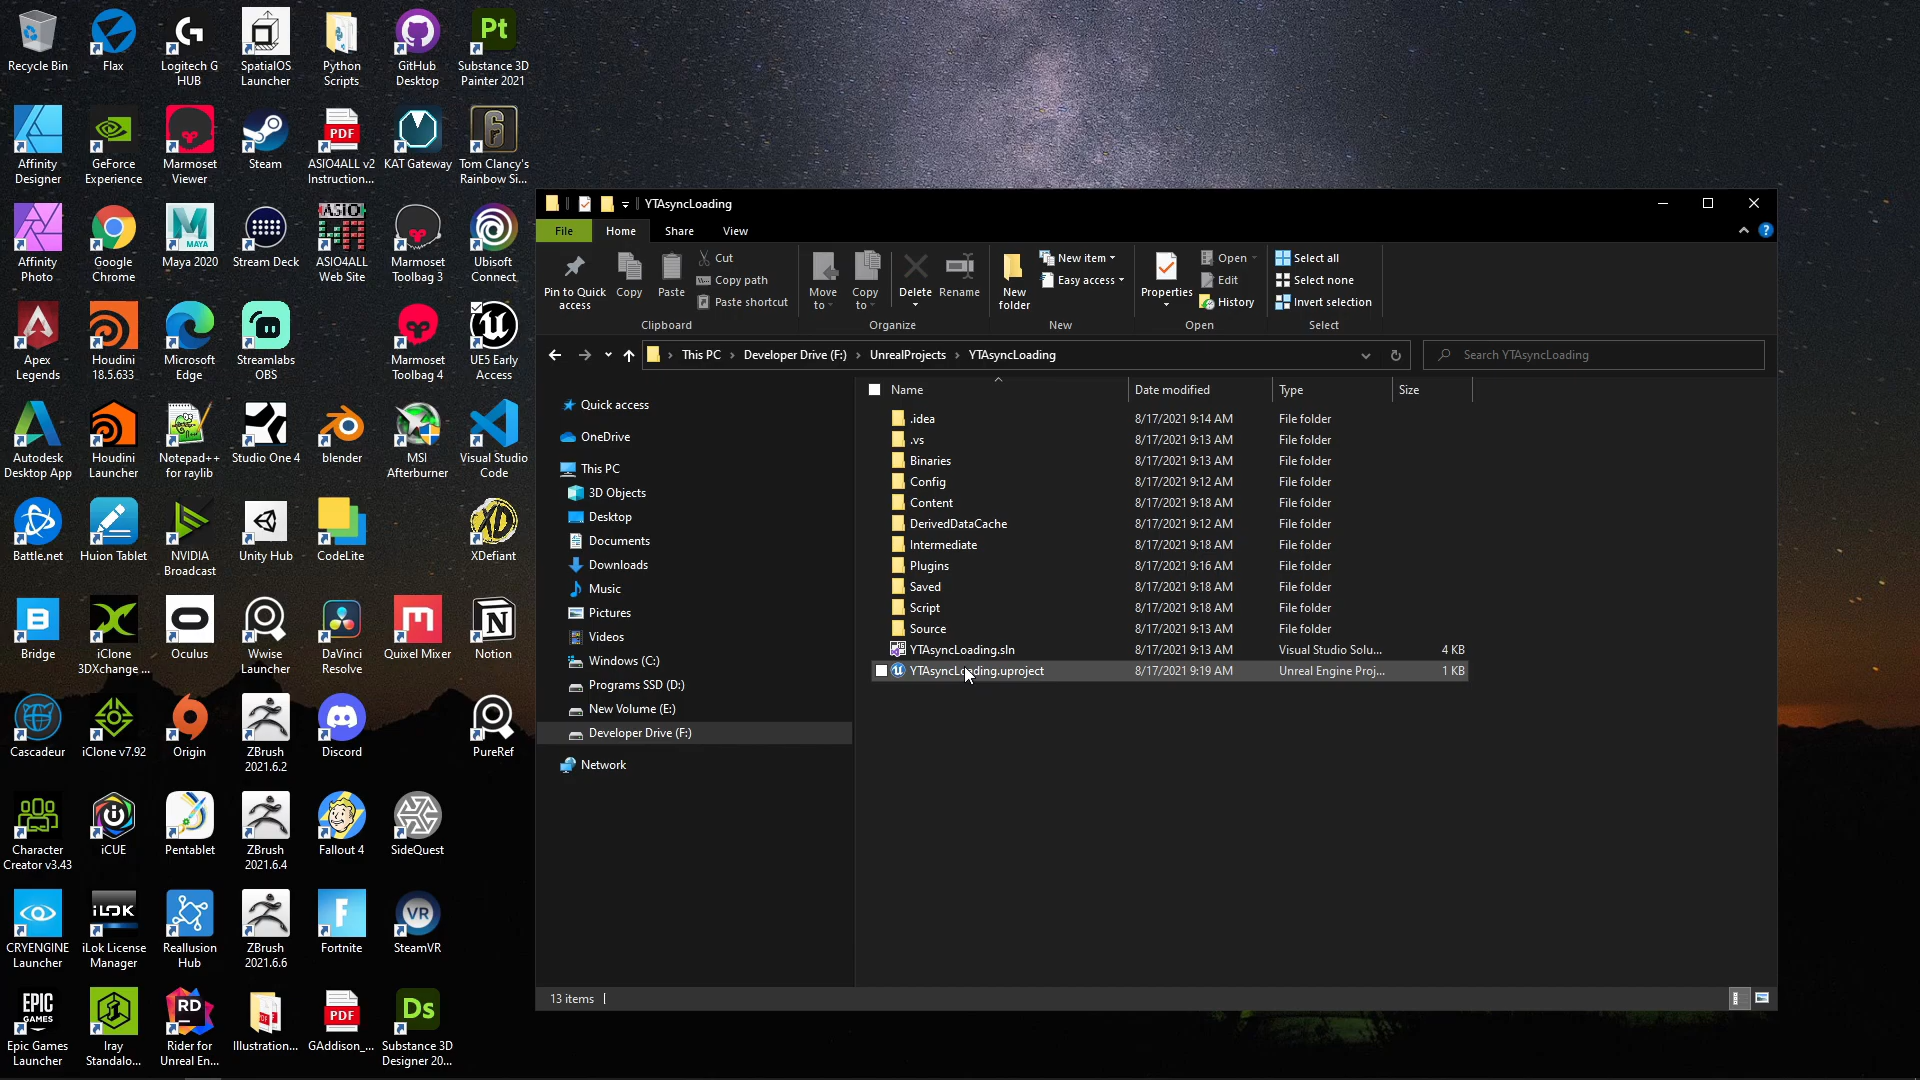 Recycle Bin
Flax
Logitech G
HUB
SpatialOS
Launcher
Python
Scripts
GitHub
Desktop
Pt
Substance 3D
Painter 2021
Affinity
Designer
GeForce
Experience
Marmoset
Viewer
Steam
PDF
ASIO4ALL v2
Instruction...
KAT Gateway
6
Tom Clancy's
Rainbow Si...
Affinity
Photo
Google
Chrome
MAYA
Maya 2020
Stream Deck
ASIO
ASIO4ALL
Web Site
Marmoset
Toolbag 3
Ubisoft
Connect
Apex
Legends
Houdini
18.5.633
Microsoft
Edge
Streamlabs
OBS
Marmoset
Toolbag 4
UE5 Early
Access
Autodesk
Desktop App
Houdini
Launcher
Notepad++
for raylib
Studio One 4
blender
MSI
Afterburner
Visual Studio
Code
Battle.net
Huion Tablet
NVIDIA
Broadcast
Unity Hub
CodeLite
XD
XDefiant
B
Bridge
iClone
3DXchange ...
Oculus
Wwise
Launcher
DaVinci
Resolve
Quixel Mixer
Notion
Cascadeur
iClone v7.92
Origin
ZBrush
2021.6.2
Discord
PureRef
Character
Creator v3.43
iCUE
Pentablet
ZBrush
2021.6.4
Fallout 4
SideQuest
CRYENGINE
Launcher
iLOK
iLok License
Manager
Reallusion
Hub
ZBrush
2021.6.6
F
Fortnite
VR
SteamVR
EPIC
GAMES
Epic Games
Launcher
Iray
Standalo...
RD
Rider for
Unreal En...
Illustration...
PDF
GAddison_...
Ds
Substance 3D
Designer 20...
YTAsyncLoading
File
Home
Share
View
Pin to Quick
access
Copy
Paste
Cut
Copy path
Paste shortcut
Clipboard
Move
to
Copy
to
Delete
Rename
Organize
New
folder
New item
Easy access
New
Properties
Open
Edit
History
Open
Select all
Select none
Invert selection
Select
This PC
Developer Drive (F:)
UnrealProjects
YTAsyncLoading
Search YTAsyncLoading
Quick access
OneDrive
This PC
3D Objects
Desktop
Documents
Downloads
Music
Pictures
Videos
Windows (C:)
Programs SSD (D:)
New Volume (E:)
Developer Drive (F:)
Network
Name Date modified Type Size
.idea 8/17/2021 9:14 AM File folder
.vs 8/17/2021 9:13 AM File folder
Binaries 8/17/2021 9:13 AM File folder
Config 8/17/2021 9:12 AM File folder
Content 8/17/2021 9:18 AM File folder
DerivedDataCache 8/17/2021 9:12 AM File folder
Intermediate 8/17/2021 9:18 AM File folder
Plugins 8/17/2021 9:16 AM File folder
Saved 8/17/2021 9:18 AM File folder
Script 8/17/2021 9:18 AM File folder
Source 8/17/2021 9:13 AM File folder
YTAsyncLoading.sln 8/17/2021 9:13 AM Visual Studio Solu... 4 KB
YTAsyncLoading.uproject 8/17/2021 9:19 AM Unreal Engine Proj... 1 KB
13 items